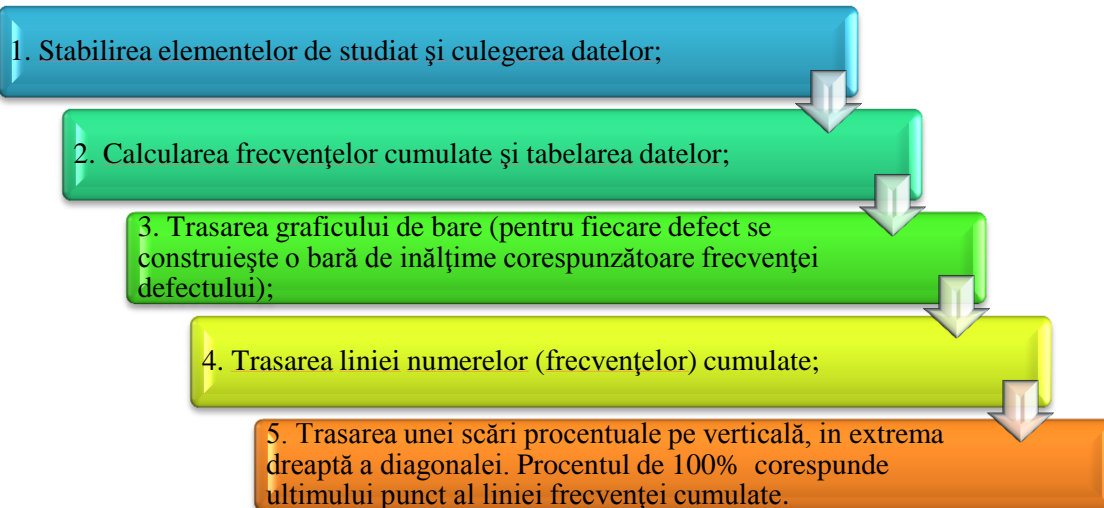 1. Stabilirea elementelor de studiat şi culegerea datelor;
2. Calcularea frecvenţelor cumulate şi tabelarea datelor;
3. Trasarea graficului de bare (pentru fiecare defect se
construieşte o bară de inălţime corespunzătoare frecvenţei
defectului);
4. Trasarea liniei numerelor (frecvenţelor) cumulate;
5. Trasarea unei scări procentuale pe verticală, in extrema
dreaptă a diagonalei. Procentul de 100% corespunde
ultimului punct al liniei frecvenţei cumulate.